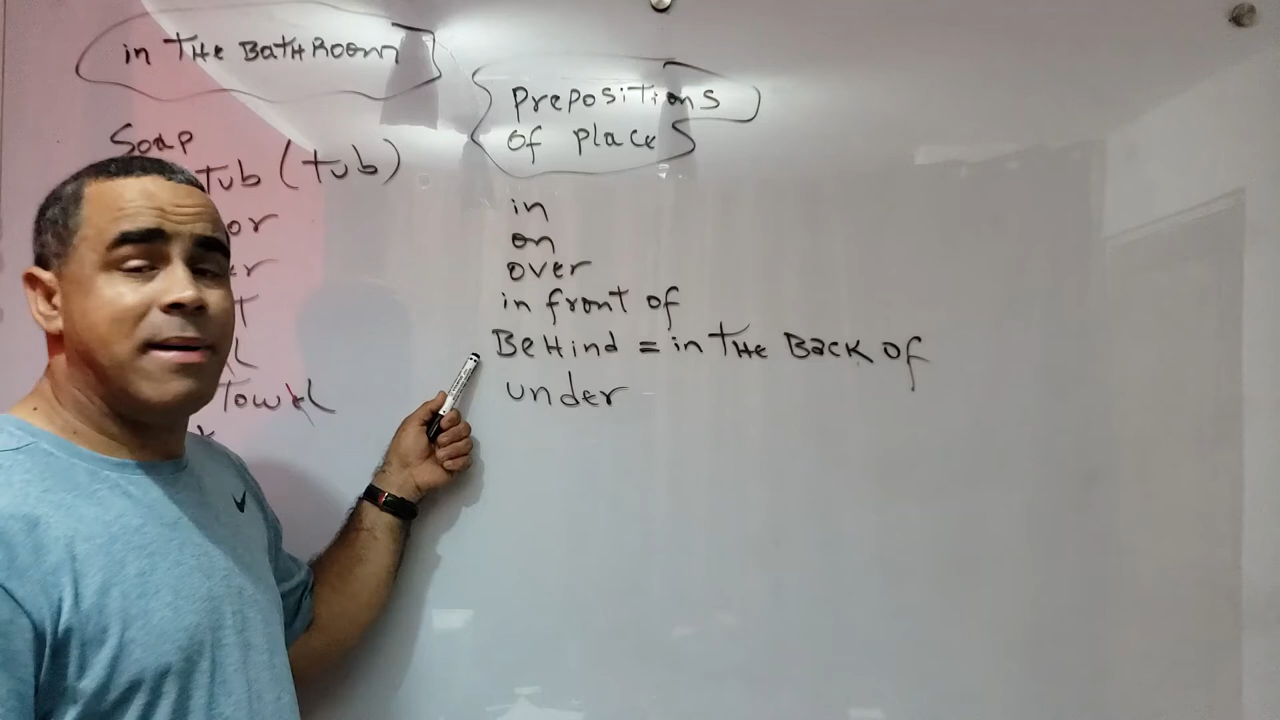 in THe BatHRoom
Soap
Tub (tub)
Towel
Prepositions
of place
in
on
over
in front of
BeHind = in THe Back of
under